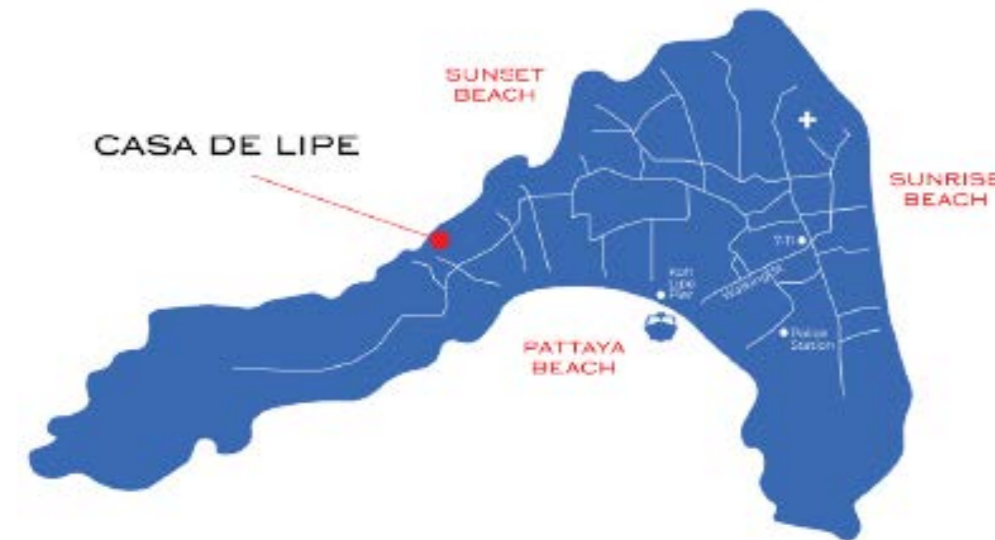 SUNSET
BEACH
CASA DE LIPE
SUNRISE
BEACH
7-11
Koh
Lipe
Pier
Walking St.
Police
Station
PATTAYA
BEACH